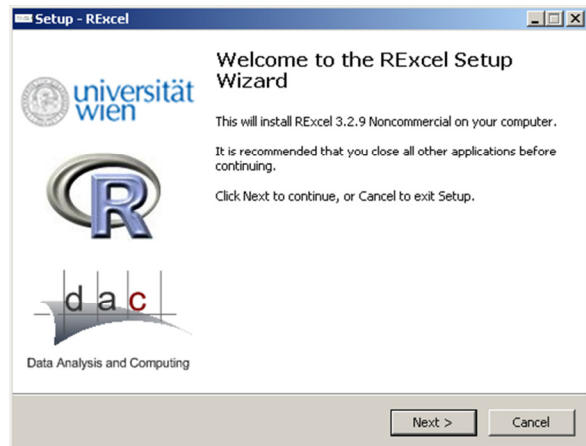 Setup - RExcel
universität
wien
R
dac
Data Analysis and Computing
Welcome to the RExcel Setup
Wizard
This will install RExcel 3.2.9 Noncommercial on your computer.
It is recommended that you close all other applications before
continuing.
Click Next to continue, or Cancel to exit Setup.
Next >
Cancel